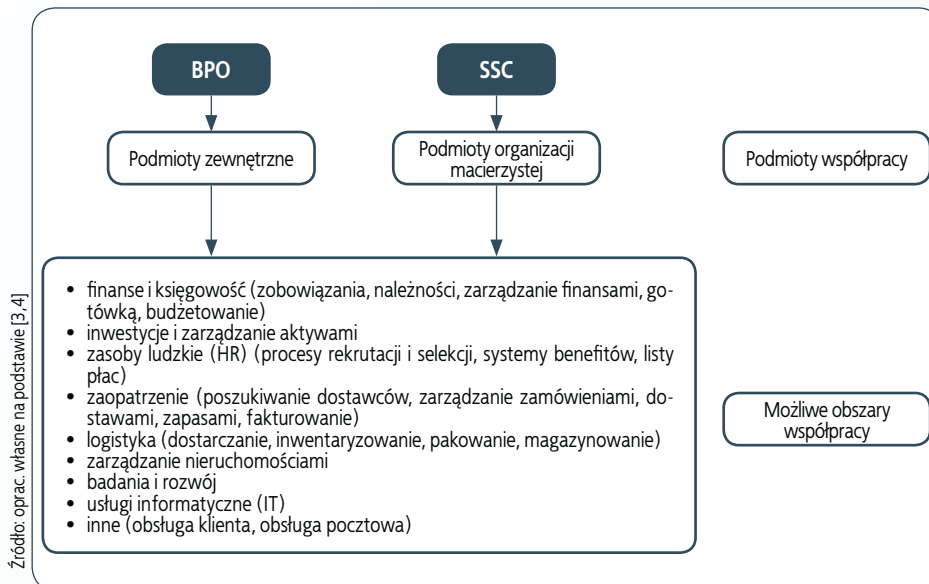 BPO
SSC
Podmioty zewnętrzne
Podmioty organizacji
macierzystej
Podmioty współpracy
• finanse i księgowość (zobowiązania, należności, zarządzanie finansami, go-
tówką, budżetowanie)
• inwestycje i zarządzanie aktywami
• zasoby ludzkie (HR) (procesy rekrutacji i selekcji, systemy benefitów, listy
płac)
• zaopatrzenie (poszukiwanie dostawców, zarządzanie zamówieniami, do-
stawami, zapasami, fakturowanie)
• logistyka (dostarczanie, inwentaryzowanie, pakowanie, magazynowanie)
• zarządzanie nieruchomościami
• badania i rozwój
• usługi informatyczne (IT)
• inne (obsługa klienta, obsługa pocztowa)
Możliwe obszary
współpracy
Źródło: oprac. własne na podstawie [3,4]